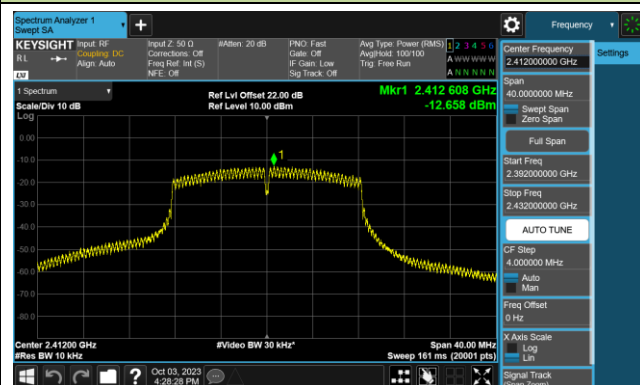 Spectrum Analyzer 1
Swept SA
Frequency
KEYSIGHT
RL
Input: RF
Coupling: DC
Align: Auto
Input Z: 50 Ω
Corrections: Off
Freq Ref: Int (S)
NFE: Off
#Atten: 20 dB
PNO: Fast
Gate: Off
IF Gain: Low
Sig Track: Off
Avg Type: Power (RMS)
Avg|Hold: 100/100
Trig: Free Run
1 2 3 4 5 6
A W W W W W
A N N N N N
1 Spectrum
Scale/Div 10 dB
Log
Ref Lvl Offset 22.00 dB
Ref Level 10.00 dBm
Mkr1 2.412 608 GHz
-12.658 dBm
1
0.00
-10.0
-20.0
-30.0
-40.0
-50.0
-60.0
-70.0
-80.0
Center 2.41200 GHz
#Res BW 10 kHz
#Video BW 30 kHz*
Span 40.00 MHz
Sweep 161 ms (20001 pts)
Oct 03, 2023
4:28:28 PM
Center Frequency
2.412000000 GHz
Settings
Span
40.0000000 MHz
Swept Span
Zero Span
Full Span
Start Freq
2.392000000 GHz
Stop Freq
2.432000000 GHz
AUTO TUNE
CF Step
4.000000 MHz
Auto
Man
Freq Offset
0 Hz
X Axis Scale
Log
Lin
Signal Track
(Span Zoom)